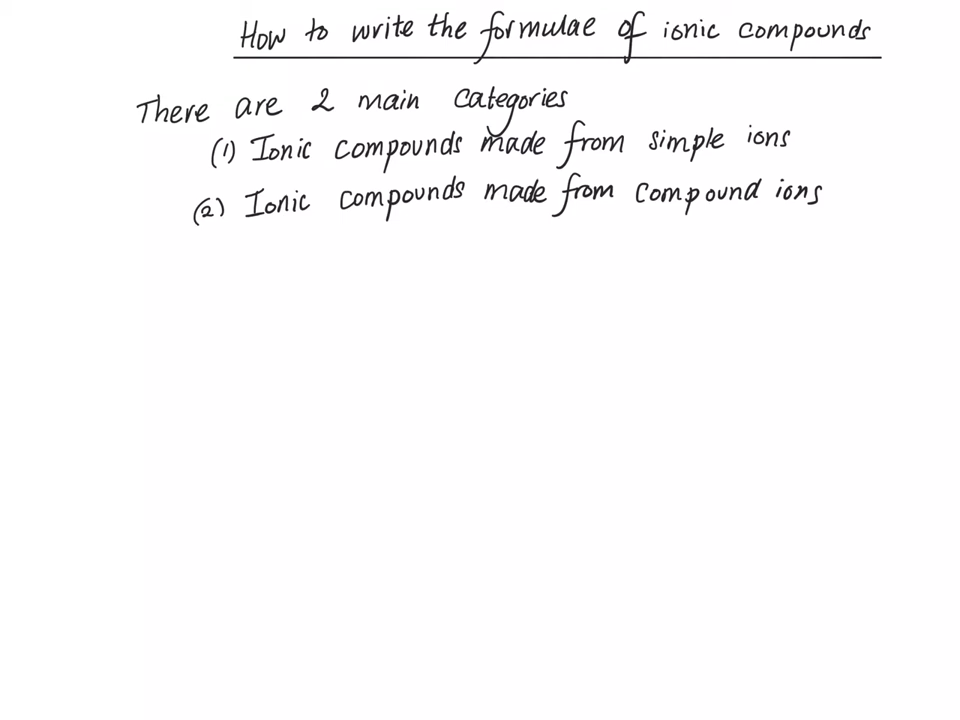 How to write the formulae of ionic compounds
There are 2 main categories
(1) Ionic compounds made from simple ions
(2) Ionic compounds made from compound ions